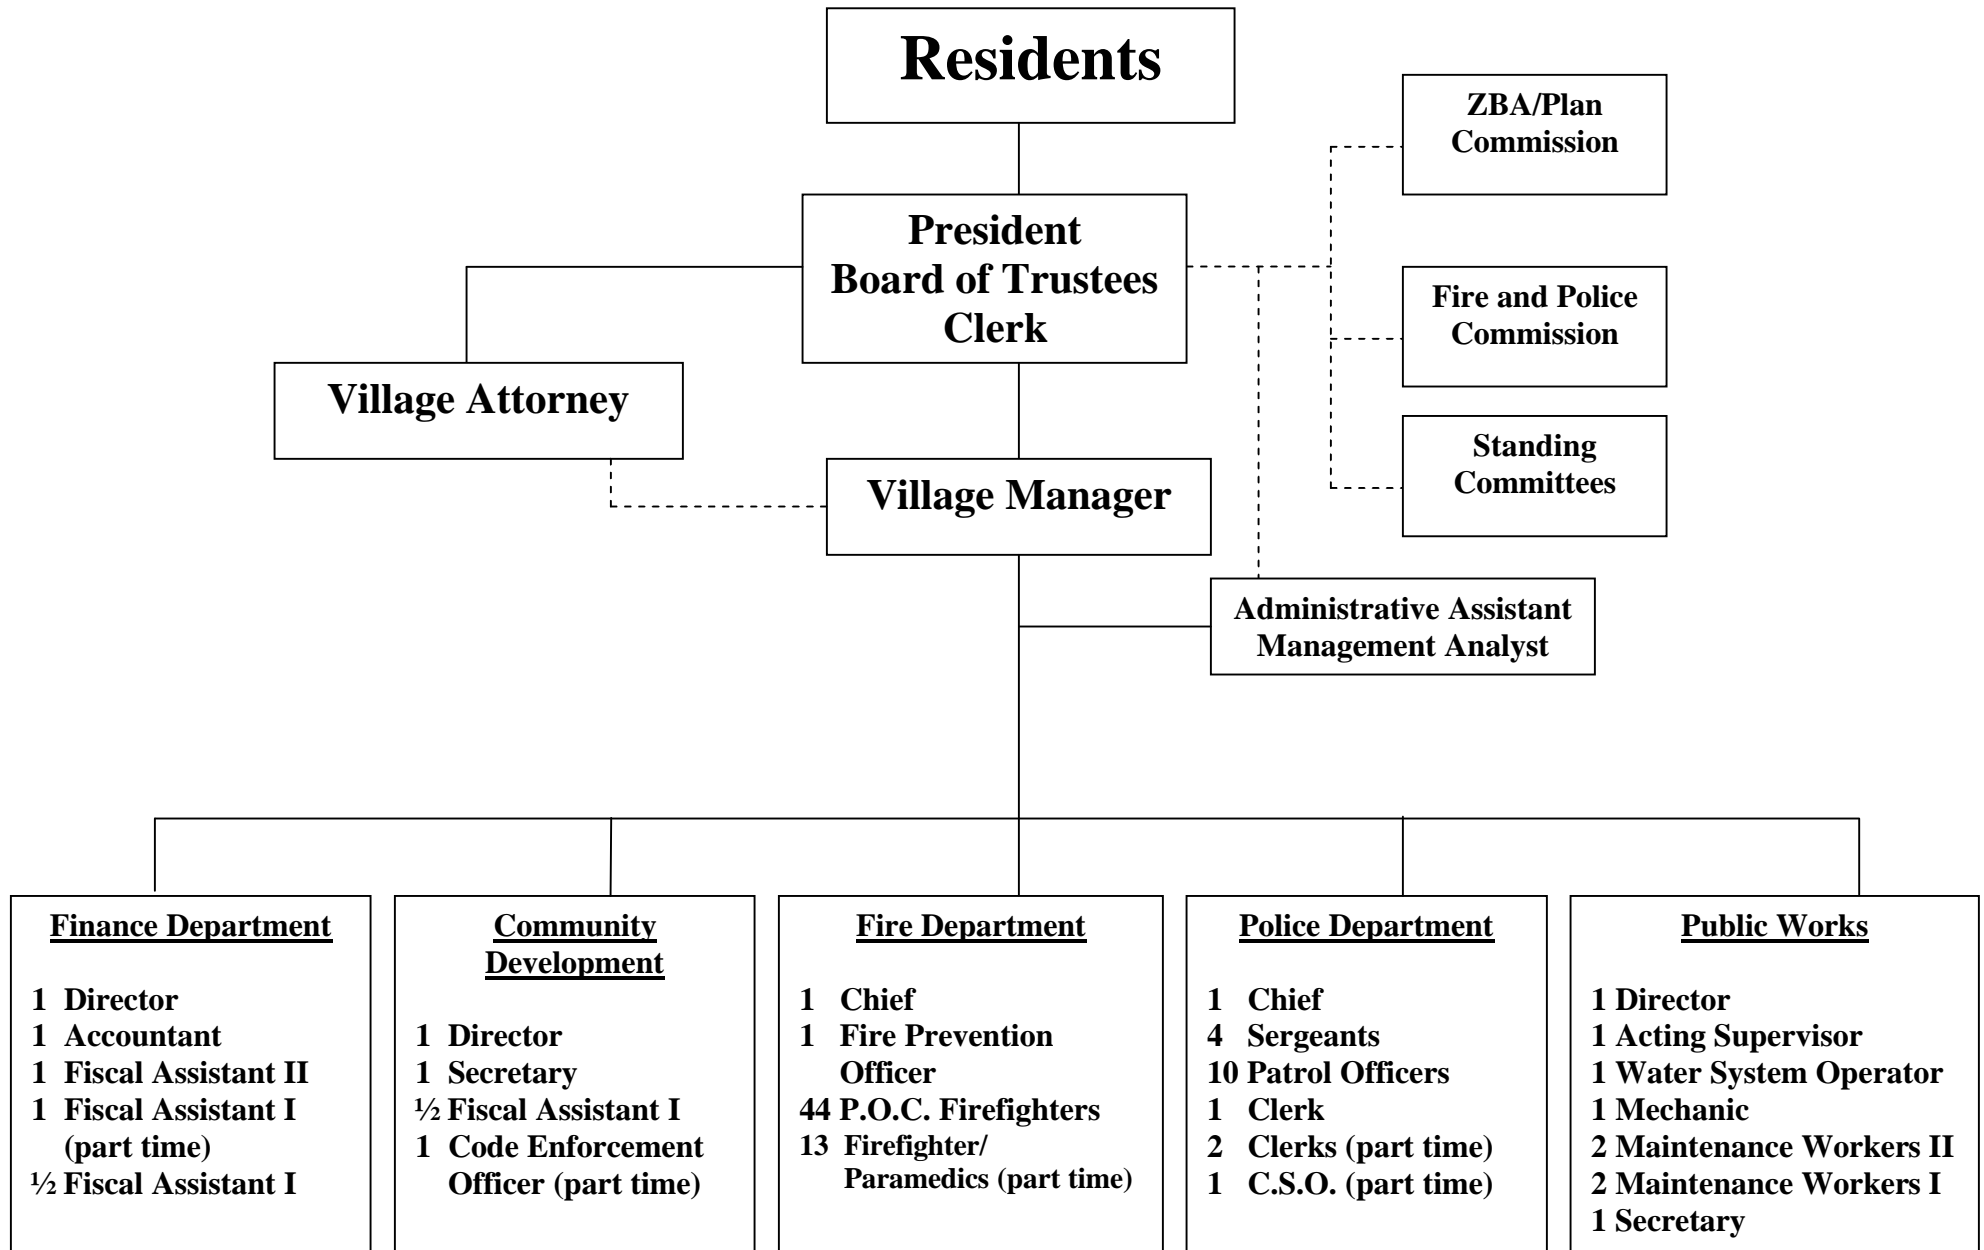 Residents
ZBA/Plan
Commission
President
Board of Trustees
Clerk
Fire and Police
Commission
Village Attorney
Standing
Committees
Village Manager
Administrative Assistant
Management Analyst
Finance Department
1 Director
1 Accountant
1 Fiscal Assistant II
1 Fiscal Assistant I
(part time)
½ Fiscal Assistant I
Community
Development
1 Director
1 Secretary
½ Fiscal Assistant I
1 Code Enforcement
Officer (part time)
Fire Department
1 Chief
1 Fire Prevention
Officer
44 P.O.C. Firefighters
13 Firefighter/
Paramedics (part time)
Police Department
1 Chief
4 Sergeants
10 Patrol Officers
1 Clerk
2 Clerks (part time)
1 C.S.O. (part time)
Public Works
1 Director
1 Acting Supervisor
1 Water System Operator
1 Mechanic
2 Maintenance Workers II
2 Maintenance Workers I
1 Secretary